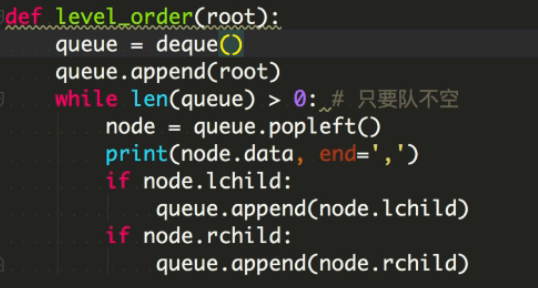 def level_order(root):
    queue = deque()
    queue.append(root)
    while len(queue) > 0: # 只要队不空
        node = queue.popleft()
        print(node.data, end=',')
        if node.lchild:
            queue.append(node.lchild)
        if node.rchild:
            queue.append(node.rchild)